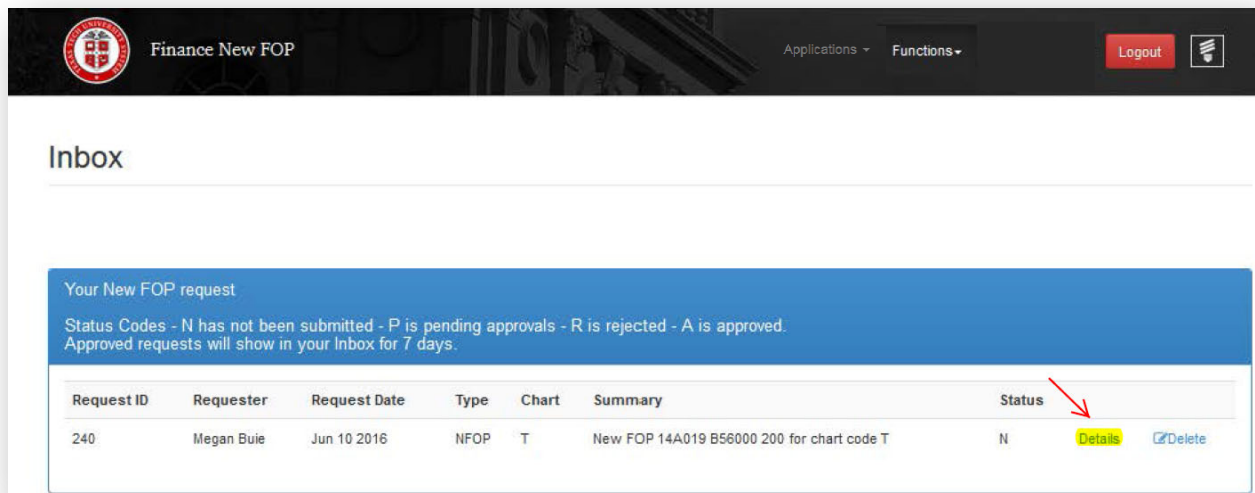 Finance New FOP
Applications
Functions
Logout
Inbox
Your New FOP request
Status Codes - N has not been submitted - P is pending approvals - R is rejected - A is approved.
Approved requests will show in your Inbox for 7 days.
Request ID Requester Request Date Type Chart Summary Status
240 Megan Buie Jun 10 2016 NFOP T New FOP 14A019 B56000 200 for chart code T N Details Delete